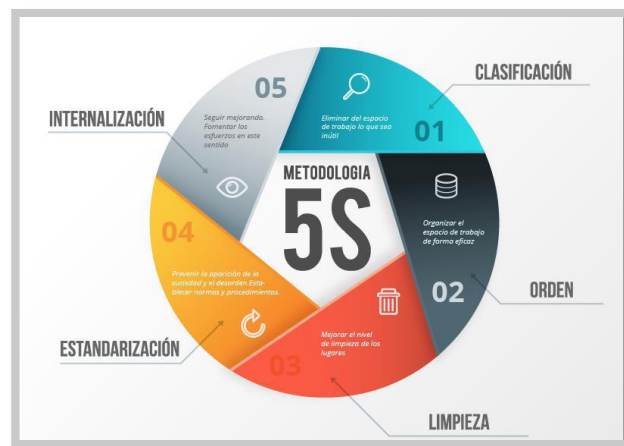 METODOLOGIA
5S
CLASIFICACIÓN
01
Eliminar del espacio
de trabajo lo que sea
inútil
ORDEN
02
Organizar el
espacio de trabajo
de forma eficaz
LIMPIEZA
03
Mejorar el nivel
de limpieza de los
lugares
ESTANDARIZACIÓN
04
Prevenir la aparición de la
suciedad y el desorden Esta-
blecer normas y procedimientos.
INTERNALIZACIÓN
05
Seguir mejorando.
Fomentar los
esfuerzos en este
sentido